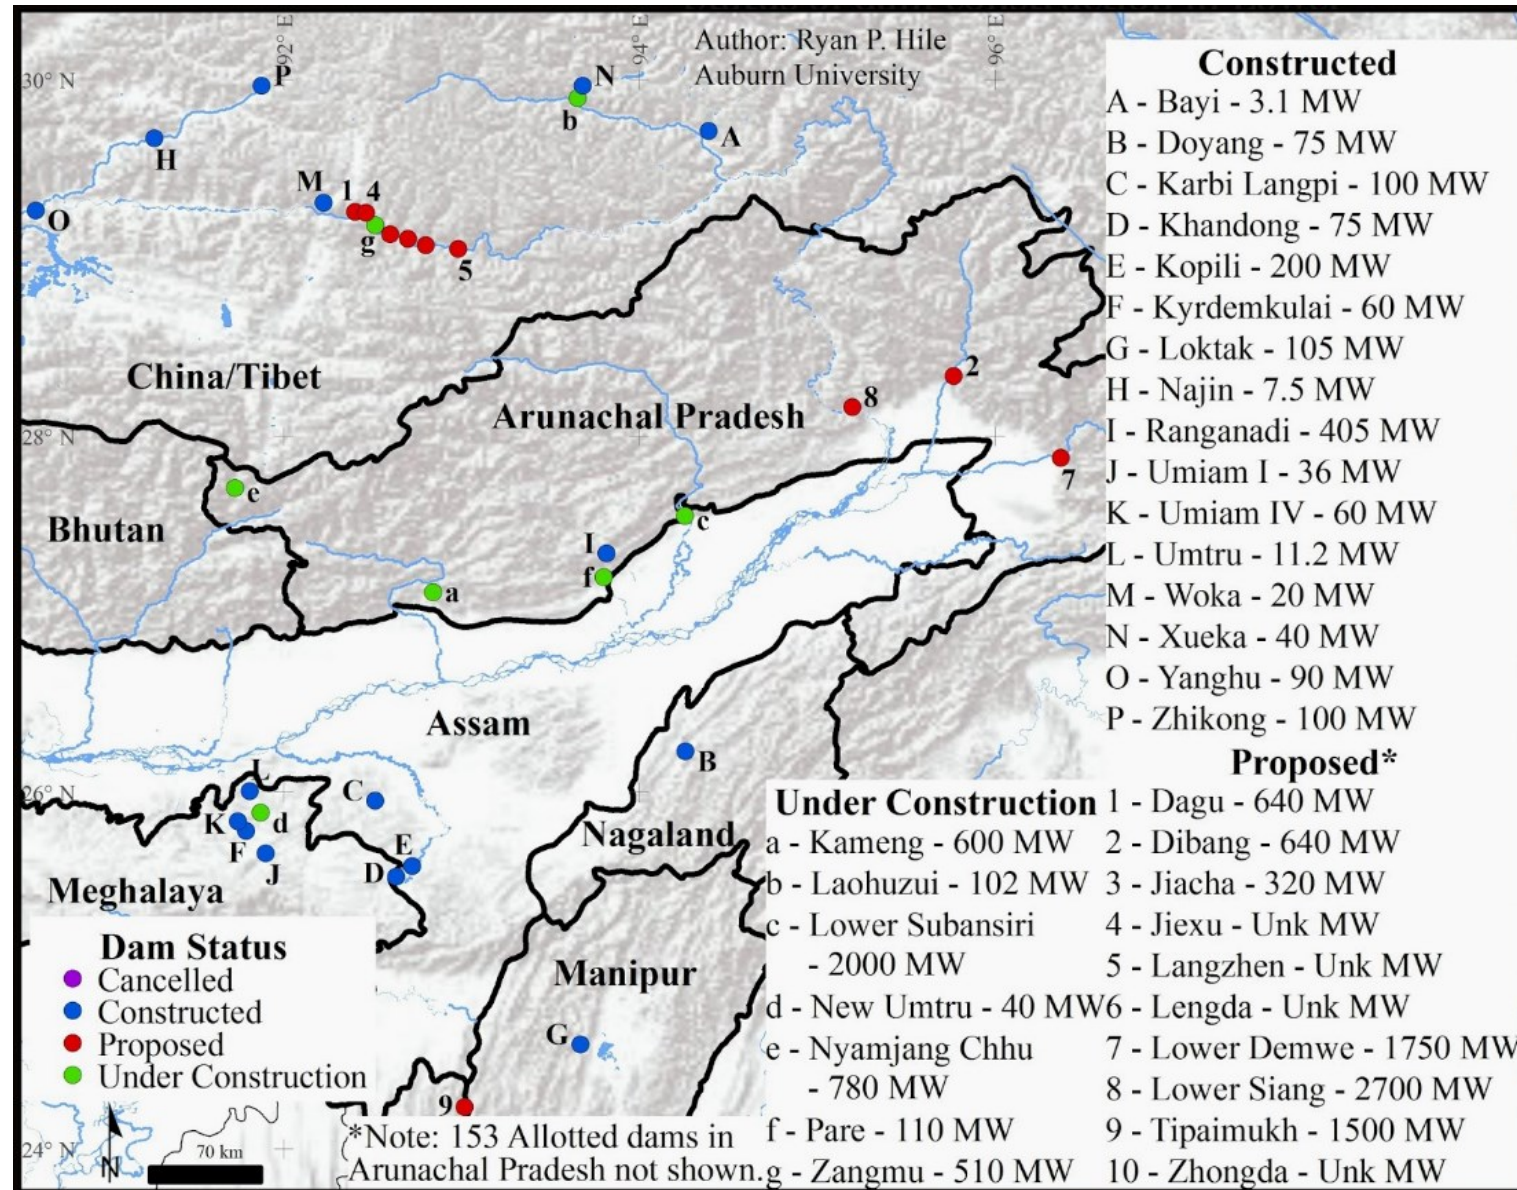 92° E
94° E
96° E
30° N
Author: Ryan P. Hile
Auburn University
P
N
b
A
H
M
1
4
O
g
5
China/Tibet
Arunachal Pradesh
2
8
28° N
7
e
Bhutan
c
I
f
a
Assam
B
L
26° N
C
K
d
F
E
J
D
Nagaland
Meghalaya
Manipur
G
9
24° N
Dam Status
Cancelled
Constructed
Proposed
Under Construction
N
70 km
*Note: 153 Allotted dams in
Arunachal Pradesh not shown.
Under Construction
a - Kameng - 600 MW
b - Laohuzui - 102 MW
c - Lower Subansiri
- 2000 MW
d - New Umtru - 40 MW
e - Nyamjang Chhu
- 780 MW
f - Pare - 110 MW
g - Zangmu - 510 MW
Constructed
A - Bayi - 3.1 MW
B - Doyang - 75 MW
C - Karbi Langpi - 100 MW
D - Khandong - 75 MW
E - Kopili - 200 MW
F - Kyrdemkulai - 60 MW
G - Loktak - 105 MW
H - Najin - 7.5 MW
I - Ranganadi - 405 MW
J - Umiam I - 36 MW
K - Umiam IV - 60 MW
L - Umtru - 11.2 MW
M - Woka - 20 MW
N - Xueka - 40 MW
O - Yanghu - 90 MW
P - Zhikong - 100 MW
Proposed*
1 - Dagu - 640 MW
2 - Dibang - 640 MW
3 - Jiacha - 320 MW
4 - Jiexu - Unk MW
5 - Langzhen - Unk MW
6 - Lengda - Unk MW
7 - Lower Demwe - 1750 MW
8 - Lower Siang - 2700 MW
9 - Tipaimukh - 1500 MW
10 - Zhongda - Unk MW